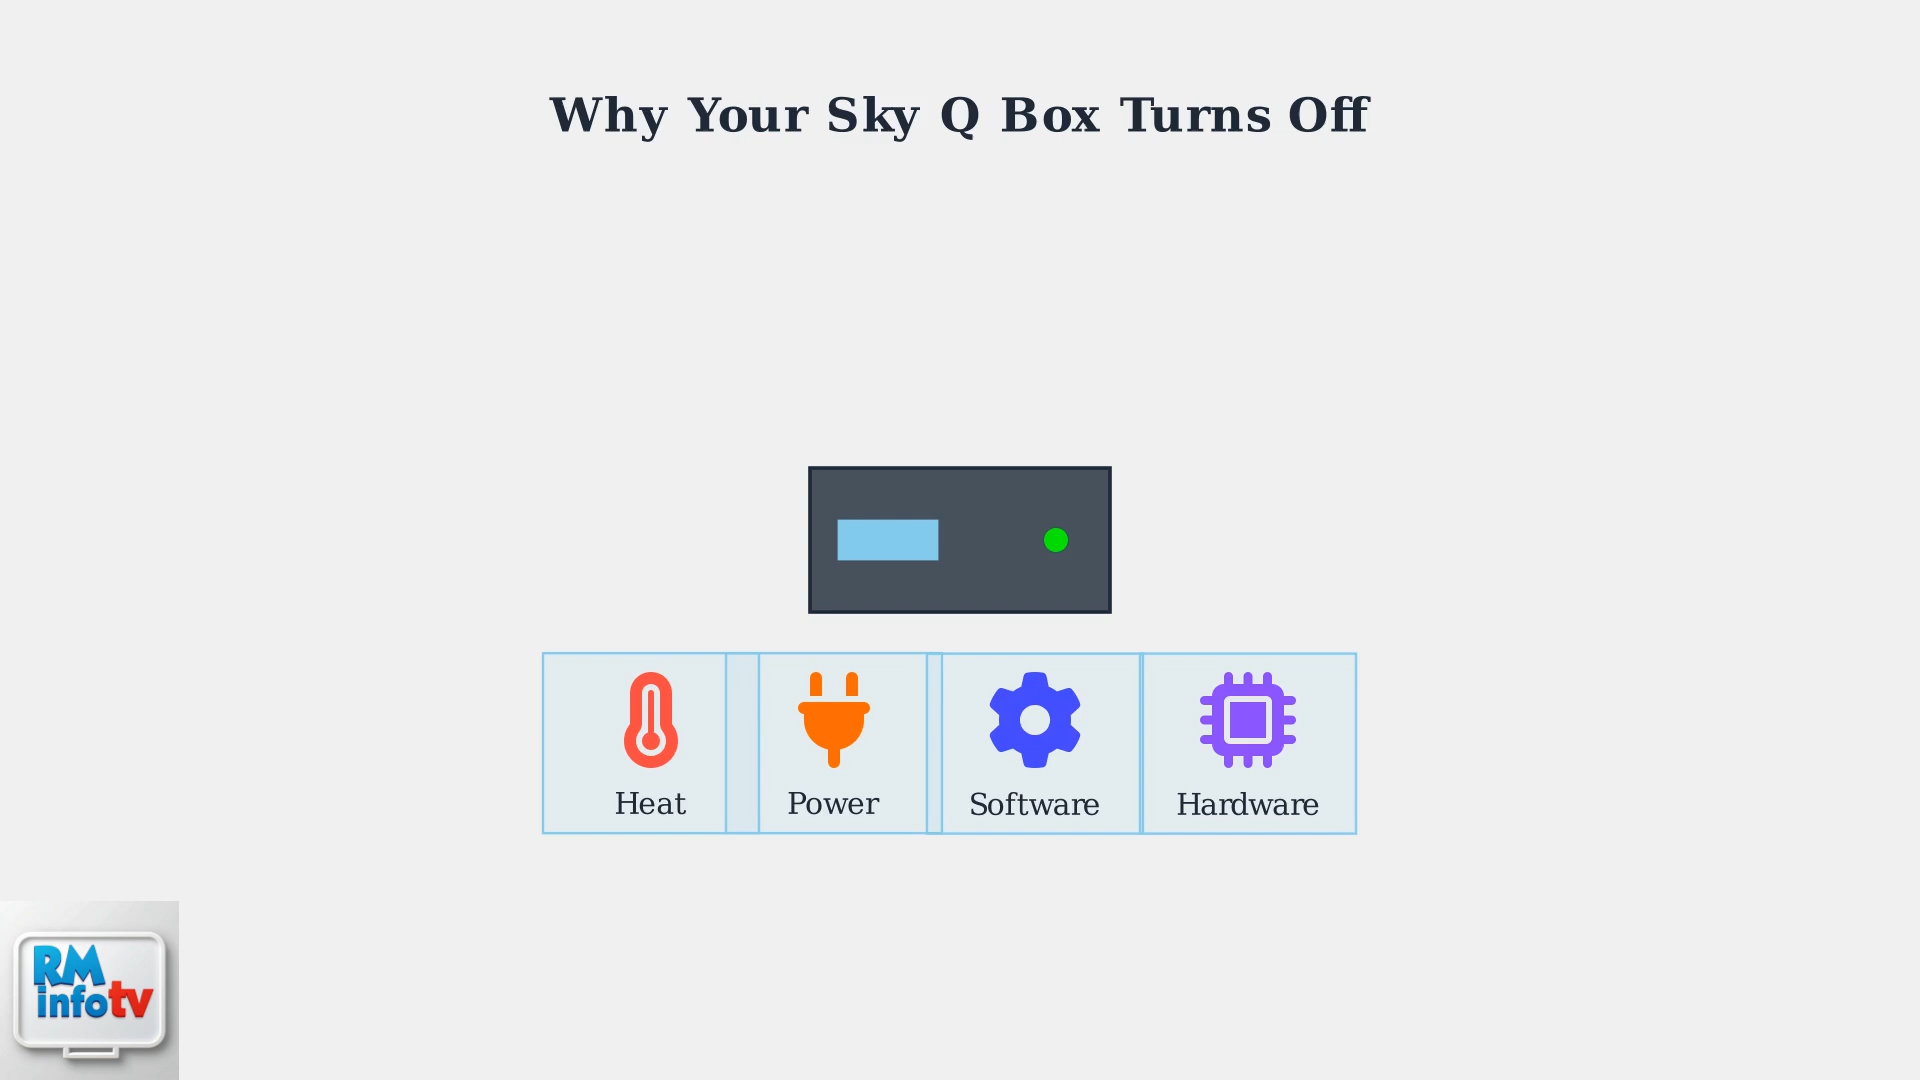 Why Your Sky Q Box Turns Off
Heat
Power
Software
Hardware
RM
infotv